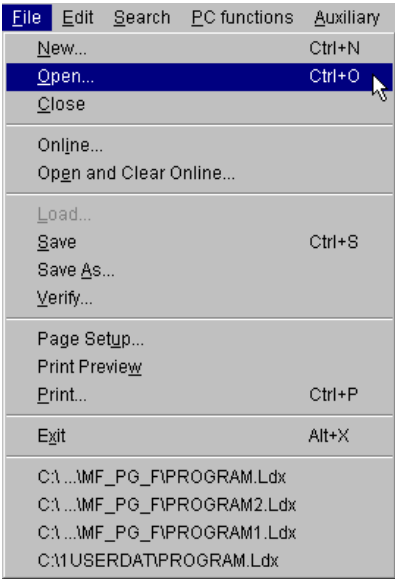 File Edit Search PC functions Auxiliary
New... Ctrl+N
Open... Ctrl+O
Close
Online...
Open and Clear Online...
Load...
Save Ctrl+S
Save As...
Verify...
Page Setup...
Print Preview
Print... Ctrl+P
Exit Alt+X
C:\ ...\MF_PG_F\PROGRAM.Ldx
C:\ ...\MF_PG_F\PROGRAM2.Ldx
C:\ ...\MF_PG_F\PROGRAM1.Ldx
C:\1USERDAT\PROGRAM.Ldx